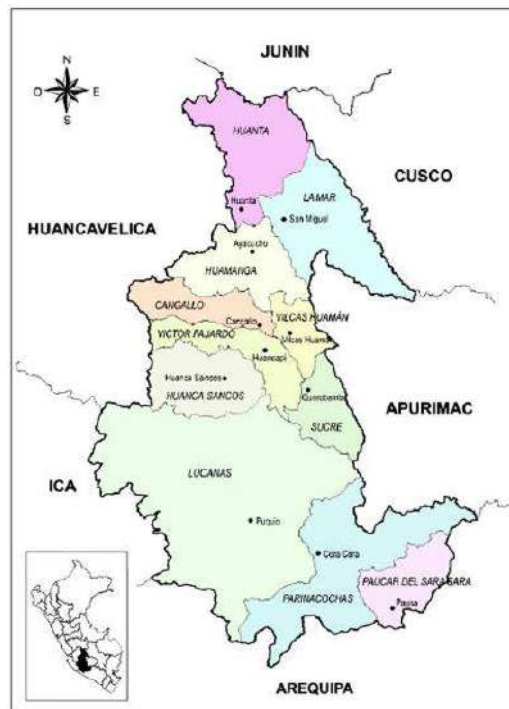 JUNIN
N
O E
S
HUANTA
CUSCO
LAMAR
Huanta
San Miguel
HUANCAVELICA
Ayacucho
HUAMANGA
CANGALLO
VILCAS HUAMÁN
Cangallo
VICTOR FAJARDO
Vilcas Huamán
Huancapi
Huanca Sancos
HUANCA SANCOS
Querobamba
APURIMAC
SUCRE
LUCANAS
ICA
Puquio
Cora Cora
PAUCAR DEL SARA SARA
PARINACOCHAS
Pausa
AREQUIPA